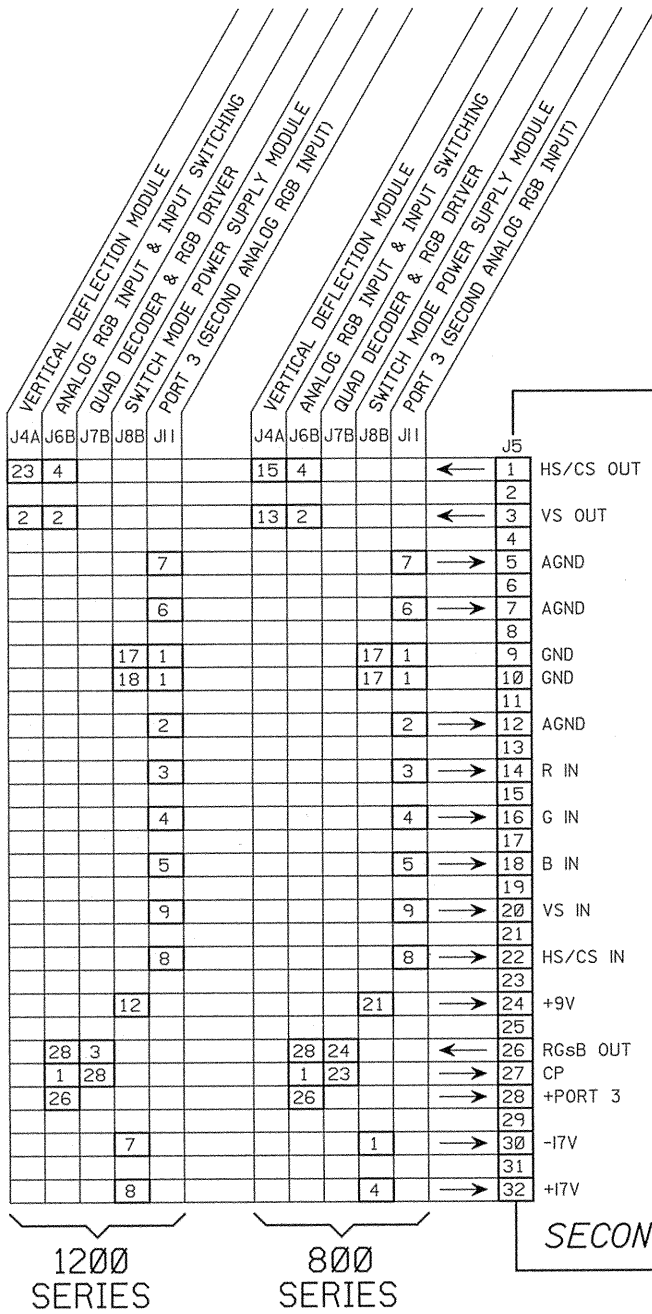 VERTICAL DEFLECTION MODULE
ANALOG RGB INPUT & INPUT SWITCHING
QUAD DECODER & RGB DRIVER
SWITCH MODE POWER SUPPLY MODULE
PORT 3 (SECOND ANALOG RGB INPUT)
VERTICAL DEFLECTION MODULE
ANALOG RGB INPUT & INPUT SWITCHING
QUAD DECODER & RGB DRIVER
SWITCH MODE POWER SUPPLY MODULE
PORT 3 (SECOND ANALOG RGB INPUT)
J4A J6B J7B J8B J11 J4A J6B J7B J8B J11 J5
23 4 15 4 1 HS/CS OUT
2
2 2 13 2 3 VS OUT
4
7 7 5 AGND
6
6 6 7 AGND
8
17 1 17 1 9 GND
18 1 17 1 10 GND
11
2 2 12 AGND
13
3 3 14 R IN
15
4 4 16 G IN
17
5 5 18 B IN
19
9 9 20 VS IN
21
8 8 22 HS/CS IN
23
12 21 24 +9V
25
28 3 28 24 26 RGsB OUT
1 28 1 23 27 CP
26 26 28 +PORT 3
29
7 1 30 -17V
31
8 4 32 +17V
1200 SERIES
800 SERIES
SECON